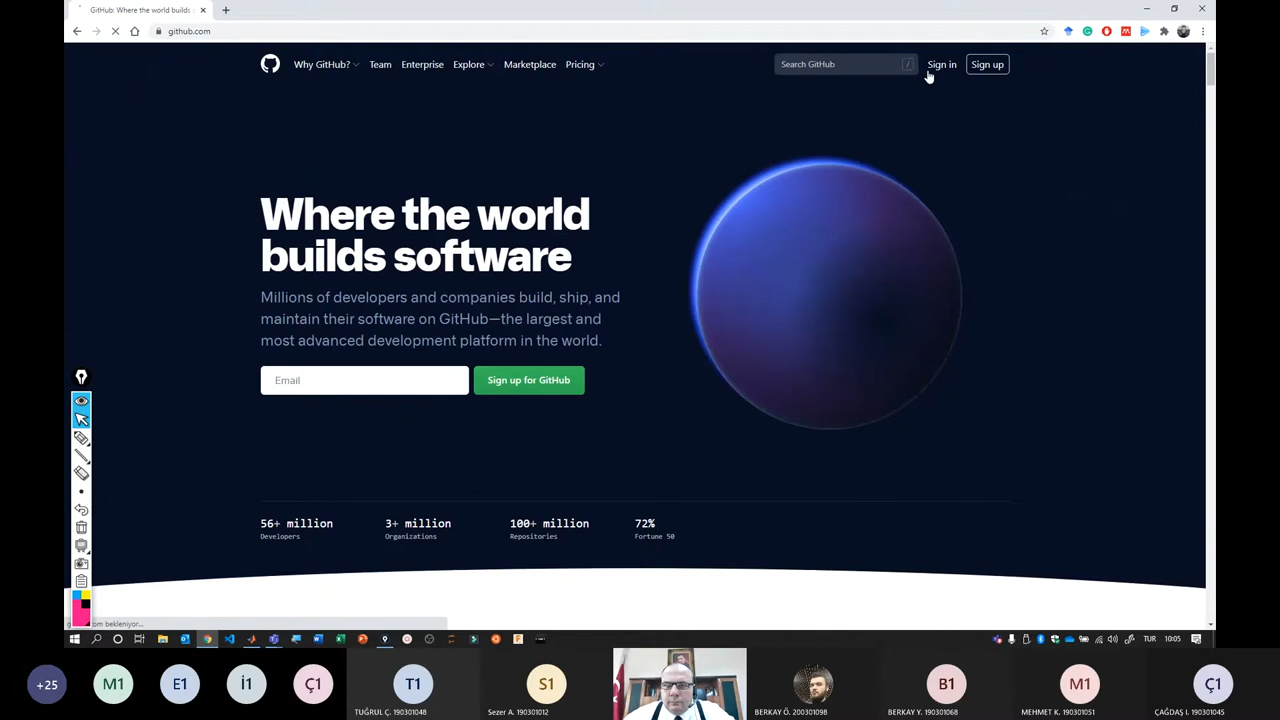 GitHub: Where the world builds
github.com
Why GitHub?
Team
Enterprise
Explore
Marketplace
Pricing
Search GitHub
/
Sign in
Sign up
Where the world
builds software
Millions of developers and companies build, ship, and
maintain their software on GitHub—the largest and
most advanced development platform in the world.
Email
Sign up for GitHub
56+ million
Developers
3+ million
Organizations
100+ million
Repositories
72%
Fortune 50
om bekleniyor...
TUR
10:05
+25
M1
E1
İ1
Ç1
T1
TUĞRUL Ç. 190301048
S1
Sezer A. 190301012
BERKAY Ö. 200301098
B1
BERKAY Y. 190301068
M1
MEHMET K. 190301051
Ç1
ÇAĞDAŞ I. 190301045